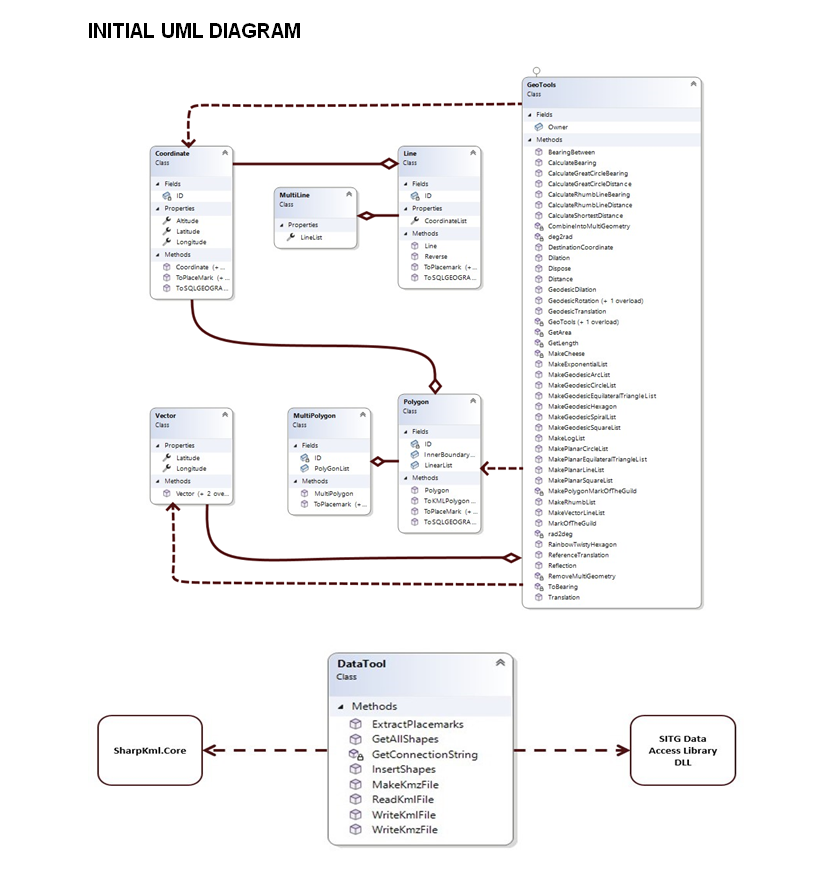 INITIAL UML DIAGRAM
GeoTools
Class
Fields
Owner
Methods
BearingBetween
CalculateBearing
CalculateGreatCircleBearing
CalculateGreatCircleDistance
CalculateRhumbLineBearing
CalculateRhumbLineDistance
CalculateShortestDistance
CombineIntoMultiGeometry
deg2rad
DestinationCoordinate
Dilation
Dispose
Distance
GeodesicDilation
GeodesicRotation (+ 1 overload)
GeodesicTranslation
GeoTools (+ 1 overload)
GetArea
GetLength
MakeCheese
MakeExponentialList
MakeGeodesicArcList
MakeGeodesicCircleList
MakeGeodesicEquilateralTriangleList
MakeGeodesicHexagon
MakeGeodesicSpiralList
MakeGeodesicSquareList
MakeLogList
MakePlanarCircleList
MakePlanarEquilateralTriangleList
MakePlanarLineList
MakePlanarSquareList
MakePolygonMarkOfTheGuild
MakeRhumbList
MakeVectorLineList
MarkOfTheGuild
rad2deg
RainbowTwistyHexagon
ReferenceTranslation
Reflection
RemoveMultiGeometry
ToBearing
Translation
Coordinate
Class
Fields
ID
Properties
Altitude
Latitude
Longitude
Methods
Coordinate (+...
ToPlaceMark (+...
ToSQLGEOGRA...
MultiLine
Class
Properties
LineList
Line
Class
Fields
ID
Properties
CoordinateList
Methods
Line
Reverse
ToPlacemark (+...
ToSQLGEOGRA...
Vector
Class
Properties
Latitude
Longitude
Methods
Vector (+ 2 ove...
MultiPolygon
Class
Fields
ID
PolyGonList
Methods
MultiPolygon
ToPlacemark (+...
Polygon
Class
Fields
ID
InnerBoundary...
LinearList
Methods
Polygon
ToKMLPolygon...
ToPlaceMark (+...
ToSQLGEOGRA...
DataTool
Class
Methods
ExtractPlacemarks
GetAllShapes
GetConnectionString
InsertShapes
MakeKmzFile
ReadKmlFile
WriteKmlFile
WriteKmzFile
SharpKml.Core
SITG Data
Access Library
DLL